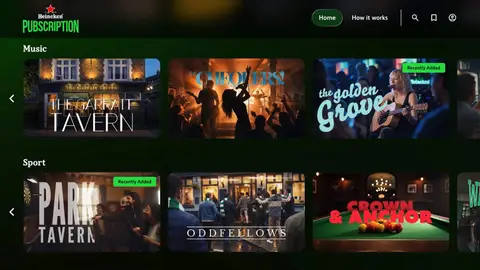 Heineken
PUBSCRIPTION
Home
How it works
Music
THE GARRATT
TAVERN
CHEQUERS!
Recently Added
the golden
Grove
Sport
Recently Added
PARK
TAVERN
ODDFELLOWS
CROWN
& ANCHOR